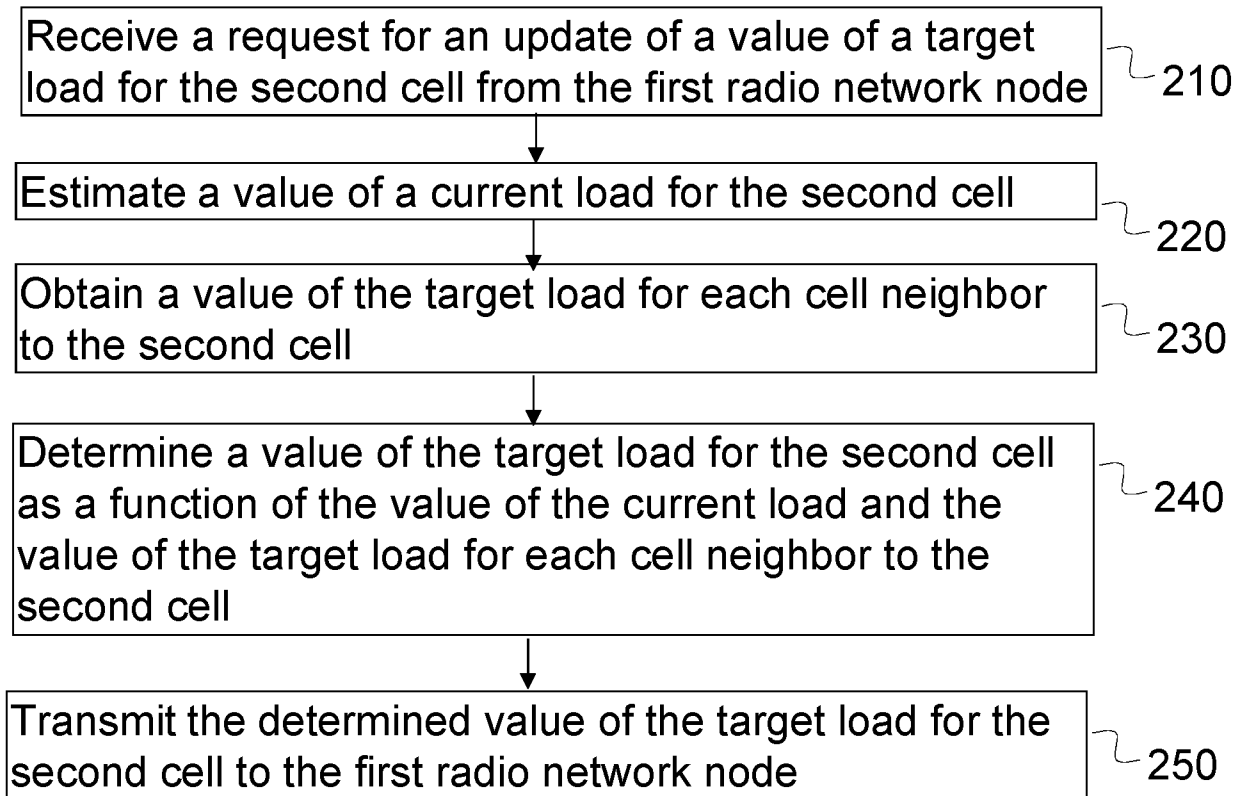 Receive a request for an update of a value of a target
load for the second cell from the first radio network node
210
Estimate a value of a current load for the second cell
220
Obtain a value of the target load for each cell neighbor
to the second cell
230
Determine a value of the target load for the second cell
as a function of the value of the current load and the
value of the target load for each cell neighbor to the
second cell
240
Transmit the determined value of the target load for the
second cell to the first radio network node
250